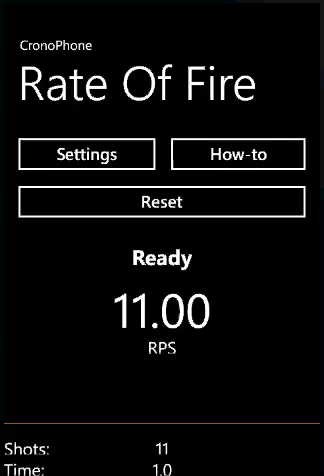 CronoPhone
Rate Of Fire
Settings How-to
Reset
Ready
11.00
RPS
Shots: 11
Time: 1.0